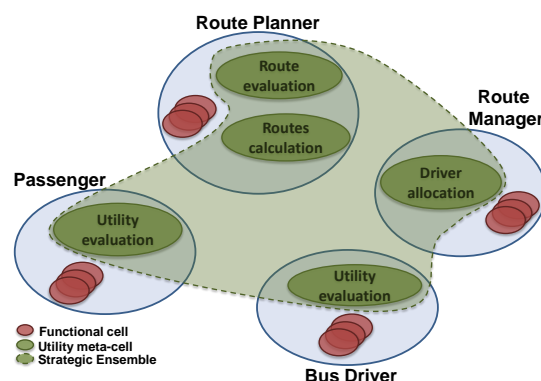 Route Planner
Route
evaluation
Routes
calculation
Route
Manager
Driver
allocation
Passenger
Utility
evaluation
Utility
evaluation
Functional cell
Utility meta-cell
Strategic Ensemble
Bus Driver